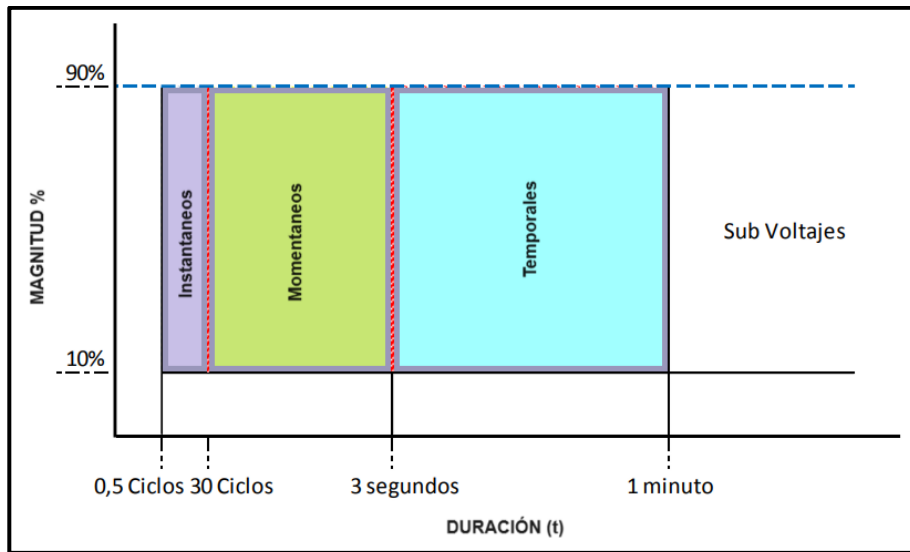 90%
MAGNITUD %
Instantaneos
Momentaneos
Temporales
Sub Voltajes
10%
0,5 Ciclos 30 Ciclos 3 segundos 1 minuto
DURACIÓN (t)